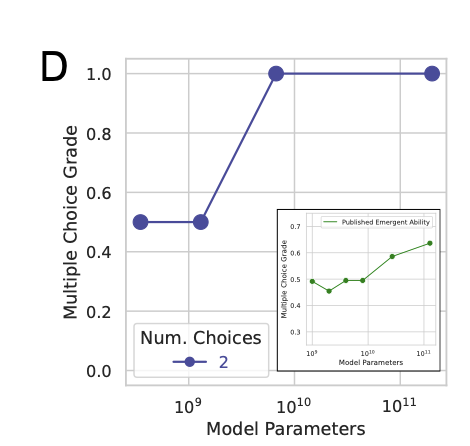 D
Multiple Choice Grade
1.0
0.8
0.6
0.4
0.2
0.0
Num. Choices
2
10⁹
10¹⁰
10¹¹
Model Parameters
Published Emergent Ability
Multiple Choice Grade
0.7
0.6
0.5
0.4
0.3
10⁹
10¹⁰
10¹¹
Model Parameters